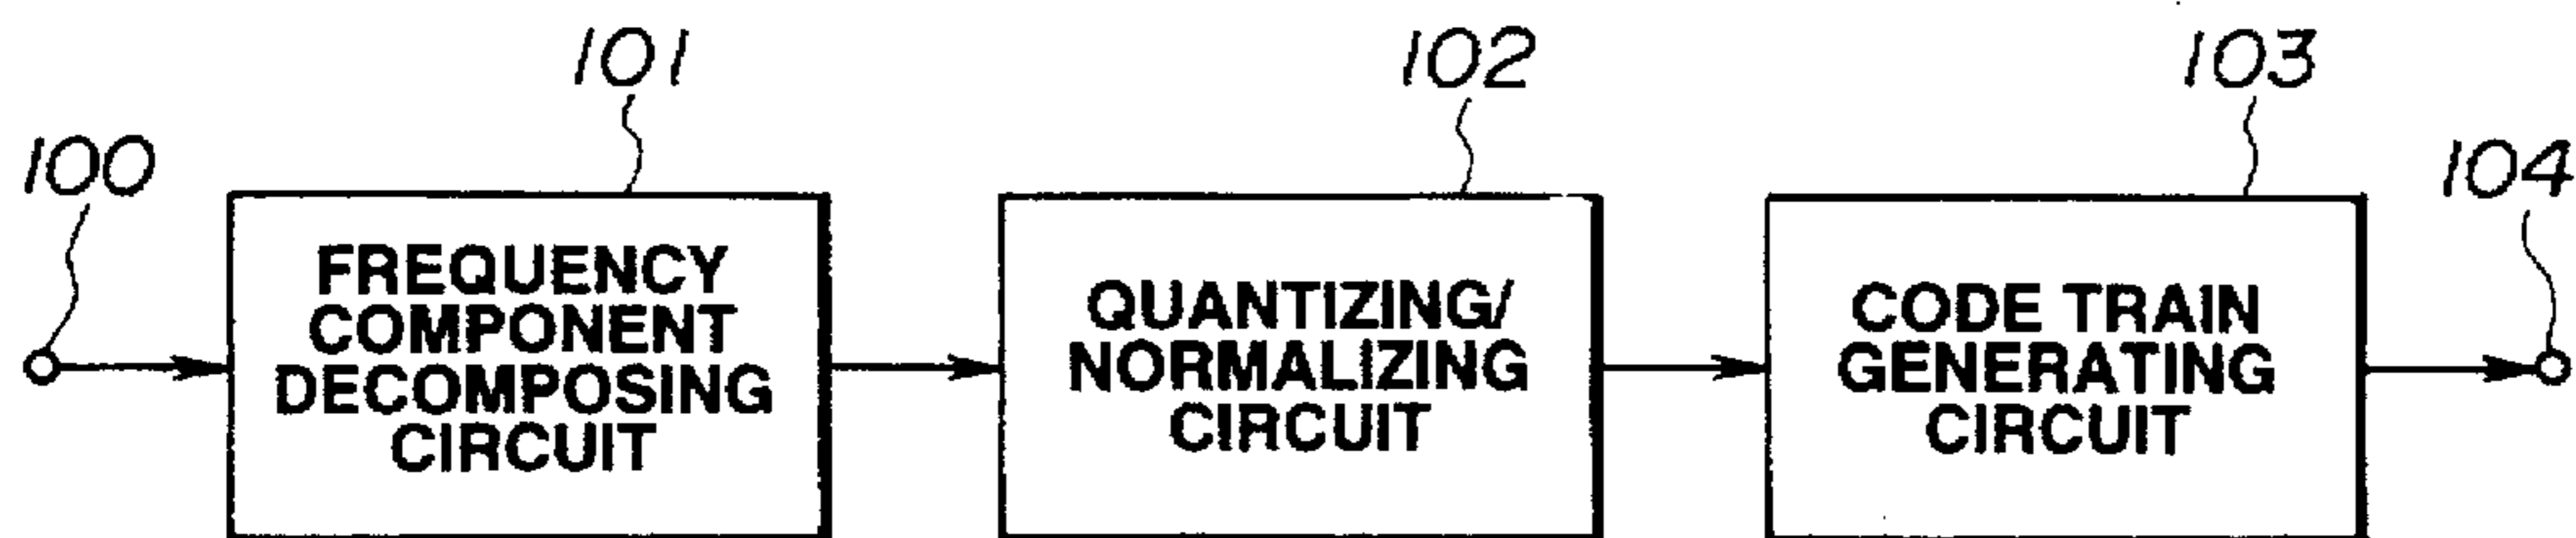 101
102
103
100
104
FREQUENCY
COMPONENT
DECOMPOSING
CIRCUIT
QUANTIZING/
NORMALIZING
CIRCUIT
CODE TRAIN
GENERATING
CIRCUIT